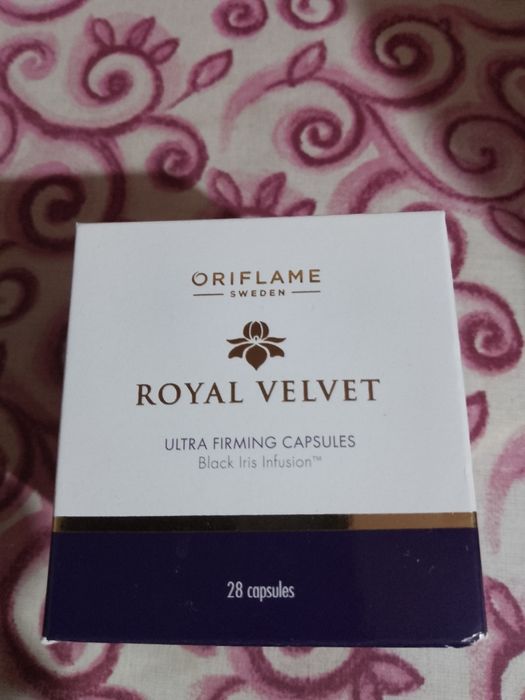 ORIFLAME
SWEDEN
ROYAL VELVET
ULTRA FIRMING CAPSULES
Black Iris Infusion™
28 capsules